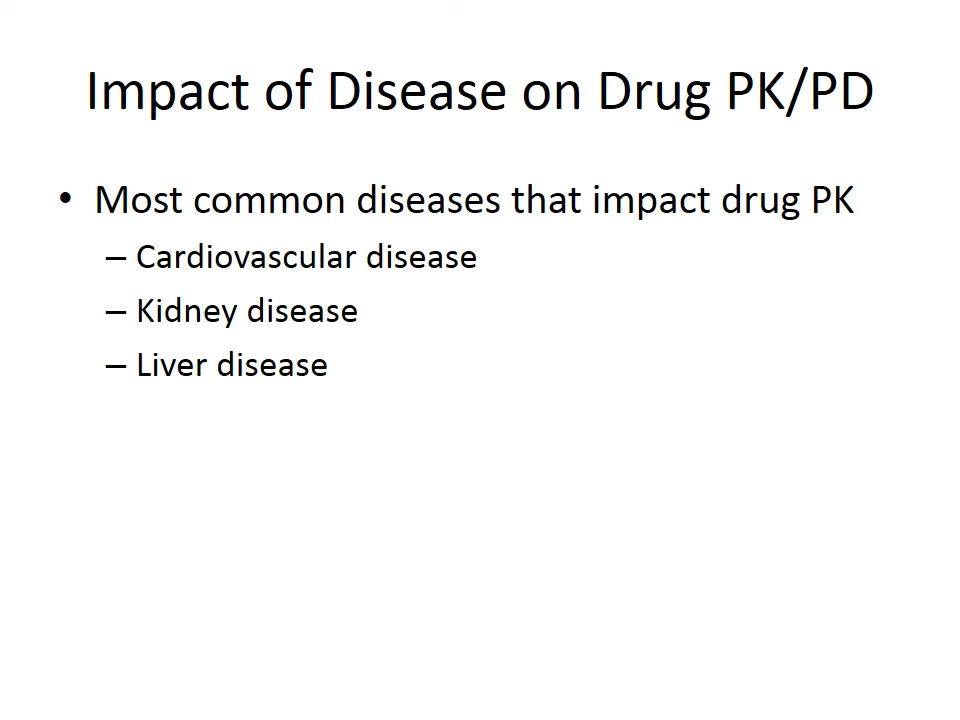 Impact of Disease on Drug PK/PD
• Most common diseases that impact drug PK
– Cardiovascular disease
– Kidney disease
– Liver disease